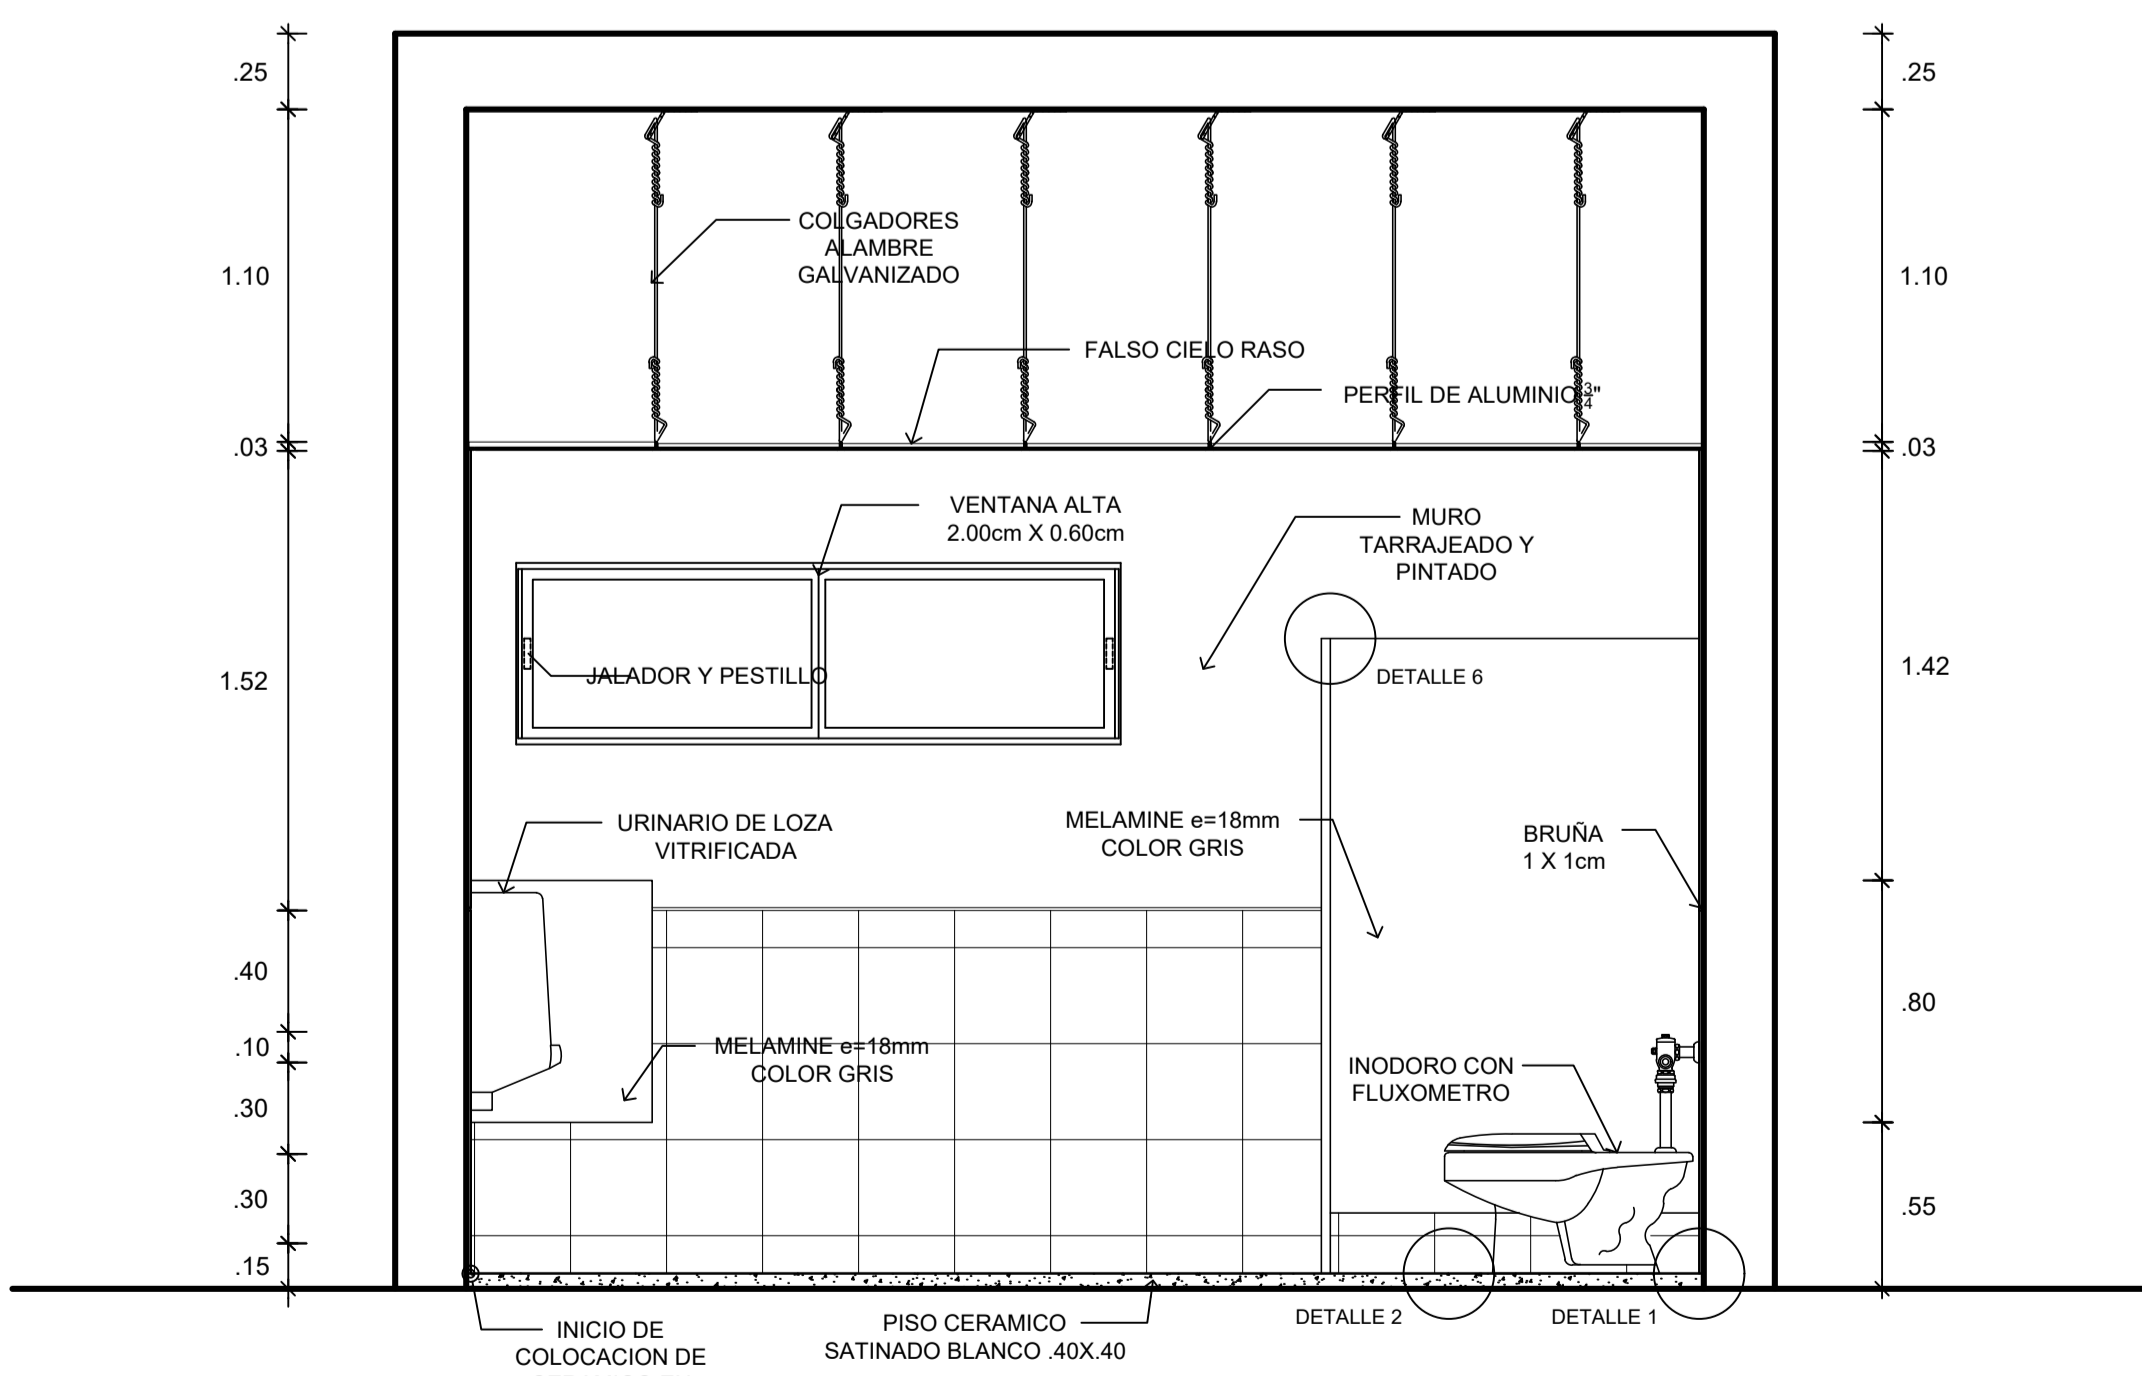 .25
.25
COLGADORES
ALAMBRE
GALVANIZADO
1.10
1.10
FALSO CIELO RASO
PERFIL DE ALUMINIO 3/4"
.03
.03
VENTANA ALTA
2.00cm X 0.60cm
MURO
TARRAJEADO Y
PINTADO
JALADOR Y PESTILLO
DETALLE 6
1.52
1.42
URINARIO DE LOZA
VITRIFICADA
MELAMINE e=18mm
COLOR GRIS
BRUÑA
1 X 1cm
.40
.80
.10
MELAMINE e=18mm
COLOR GRIS
INODORO CON
FLUXOMETRO
.30
.30
.55
.15
DETALLE 2
DETALLE 1
INICIO DE
COLOCACION DE
PISO CERAMICO
SATINADO BLANCO .40X.40